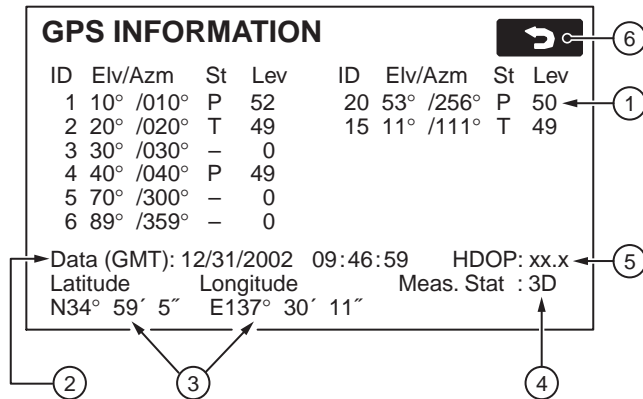 GPS INFORMATION
6
ID Elv/Azm St Lev ID Elv/Azm St Lev
1 10° /010° P 52 20 53° /256° P 50
1
2 20° /020° T 49 15 11° /111° T 49
3 30° /030° – 0
4 40° /040° P 49
5 70° /300° – 0
6 89° /359° – 0
Data (GMT): 12/31/2002 09:46:59 HDOP: xx.x
5
Latitude Longitude Meas. Stat : 3D
N34° 59´ 5˝ E137° 30´ 11˝
2 3 4